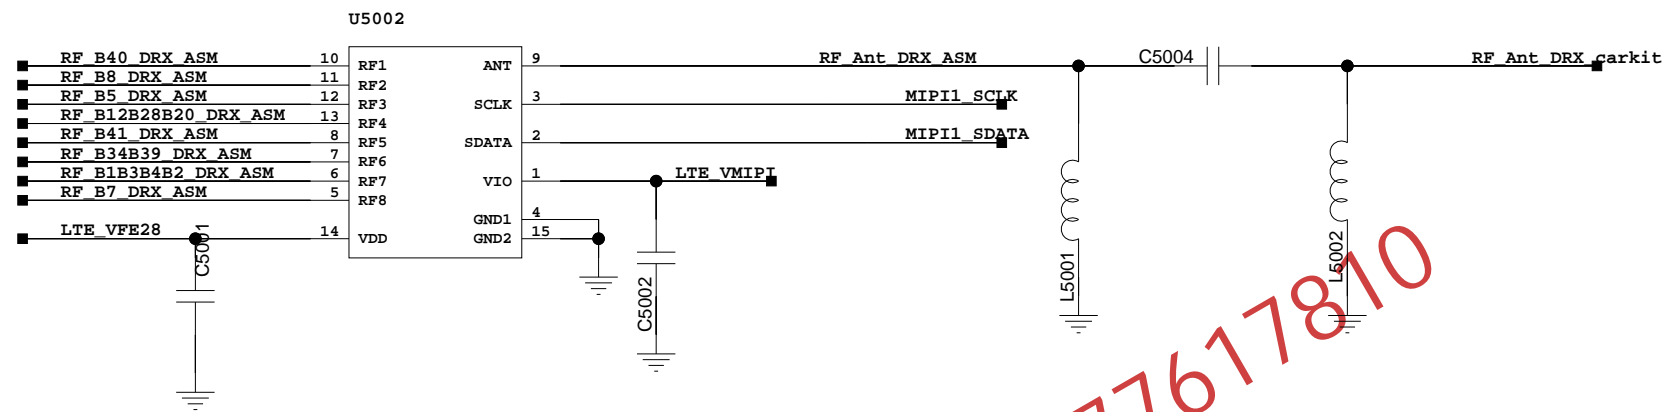 U5002
RF_B40_DRX_ASM 10 RF1 ANT 9 RF_Ant_DRX_ASM C5004 RF_Ant_DRX_carkit
RF_B8_DRX_ASM 11 RF2
RF_B5_DRX_ASM 12 RF3 SCLK 3 MIPI1_SCLK
RF_B12B28B20_DRX_ASM 13 RF4
RF_B41_DRX_ASM 8 RF5 SDATA 2 MIPI1_SDATA
RF_B34B39_DRX_ASM 7 RF6
RF_B1B3B4B2_DRX_ASM 6 RF7 VIO 1 LTE_VMIPI
RF_B7_DRX_ASM 5 RF8
GND1 4
LTE_VFE28 14 VDD GND2 15
C5001
C5002
L5001
L5002
77617810